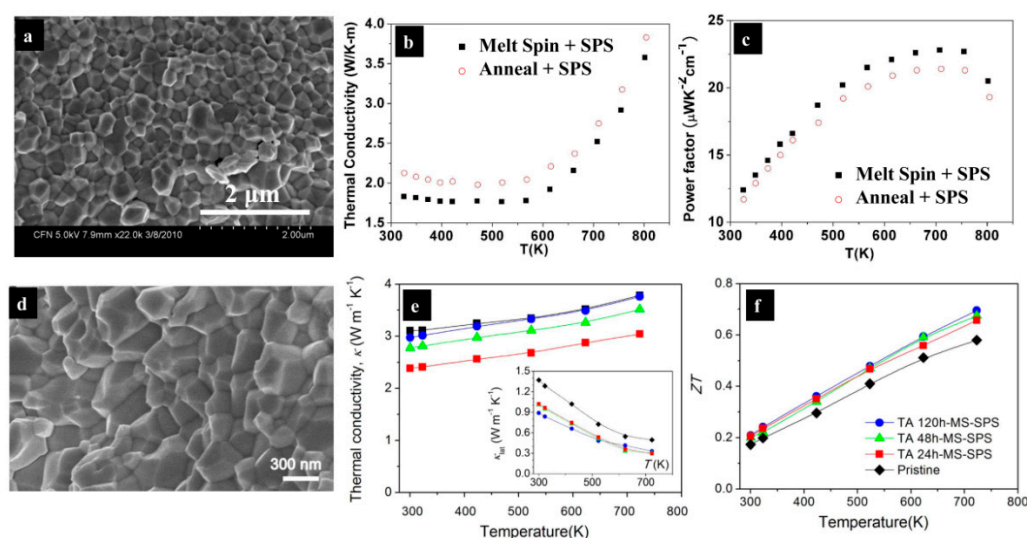 a
2 µm
CFN 5.0kV 7.9mm x22.0k 3/8/2010
2.00um
b
Melt Spin + SPS
Anneal + SPS
Thermal Conductivity (W/K-m)
4.0
3.5
3.0
2.5
2.0
1.75
1.5
300 400 500 600 700 800
T(K)
c
Melt Spin + SPS
Anneal + SPS
Power factor (µWK⁻²cm⁻¹)
25
20
15
10
300 400 500 600 700 800
T(K)
d
300 nm
e
Thermal conductivity, κ (W m⁻¹ K⁻¹)
4
3
2
1
0
300 400 500 600 700 800
Temperature(K)
κlat (W m⁻¹ K⁻¹)
1.5
1.2
0.9
0.6
0.3
0.0
300 400 500 600 700
T (K)
f
ZT
0.8
0.6
0.4
0.2
0.0
300 400 500 600 700 800
Temperature(K)
TA 120h-MS-SPS
TA 48h-MS-SPS
TA 24h-MS-SPS
Pristine